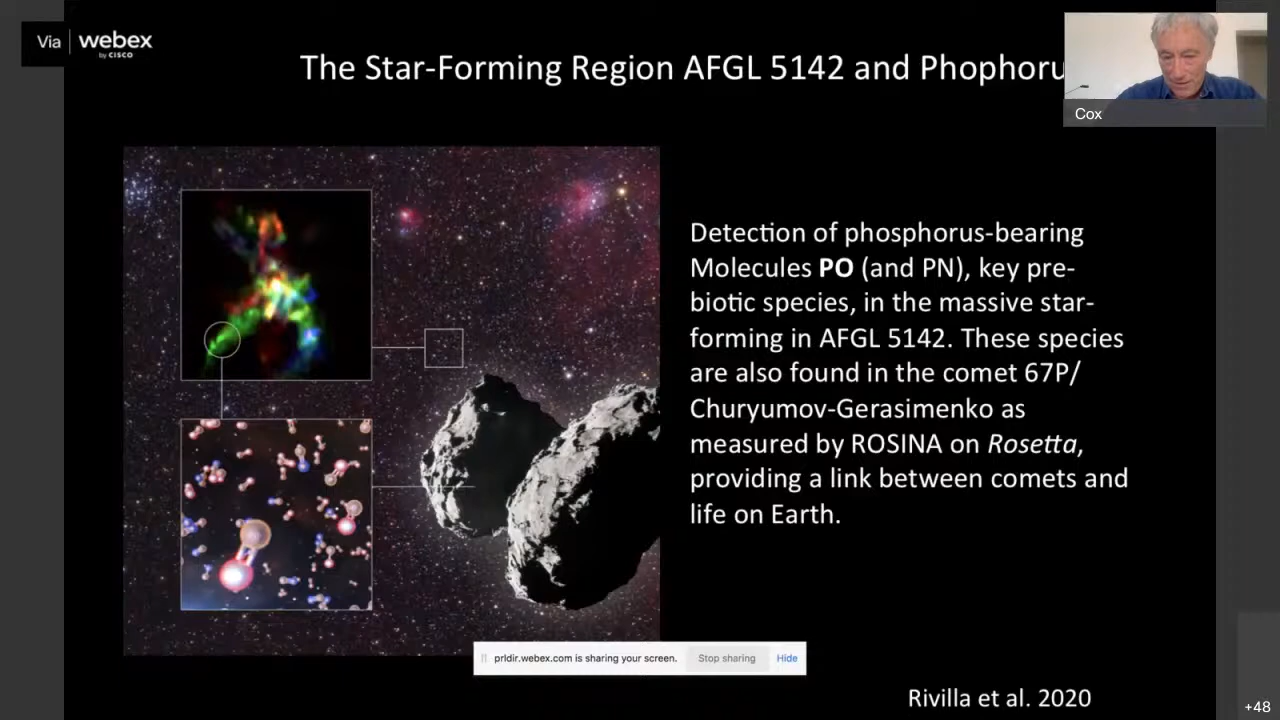 Via webex
by CISCO
The Star-Forming Region AFGL 5142 and Phophoru
Cox
Detection of phosphorus-bearing
Molecules PO (and PN), key pre-
biotic species, in the massive star-
forming in AFGL 5142. These species
are also found in the comet 67P/
Churyumov-Gerasimenko as
measured by ROSINA on Rosetta,
providing a link between comets and
life on Earth.
prldir.webex.com is sharing your screen. Stop sharing Hide
Rivilla et al. 2020
+48